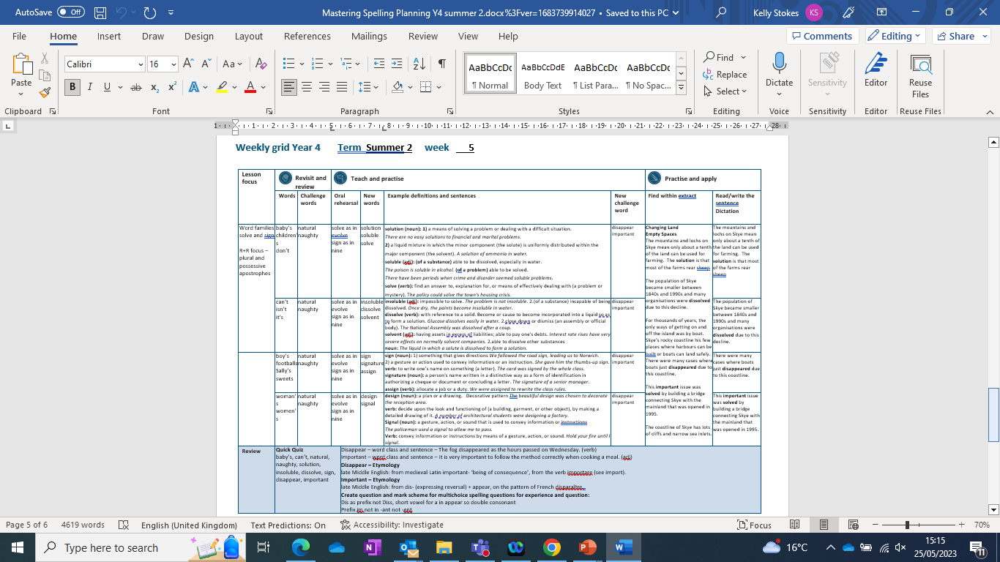 AutoSave Off
Mastering Spelling Planning Y4 summer 2.docx%3Fver=1683739914027 • Saved to this PC
Kelly Stokes KS
File Home Insert Draw Design Layout References Mailings Review View Help
Comments Editing Share
Paste
Clipboard
Calibri 16
Font
Paragraph
AaBbCcDc AaBbCcDdE AaBbCcDc AaBbCcDc
¶ Normal Body Text ¶ List Para... ¶ No Spac...
Styles
Find
Replace
Select
Editing
Dictate
Voice
Sensitivity
Sensitivity
Editor
Editor
Reuse Files
Reuse Files
1 1 2 3 4 5 6 7 8 9 10 11 12 13 14 15 16 17 18 19 20 21 22 23 24 25 26 27 28
Weekly grid Year 4 Term Summer 2 week 5
Lesson focus
Revisit and review
Teach and practise
Practise and apply
Words
Challenge words
Oral rehearsal
New words
Example definitions and sentences
New challenge word
Find within extract
Read/write the sentence
Dictation
Word families
solve and sign
R+R focus –
plural and
possessive
apostrophes
baby's
children'
s
don't
natural
naughty
solve as in
evolve
sign as in
nine
solution
soluble
solve
solution (noun): 1) a means of solving a problem or dealing with a difficult situation.
There are no easy solutions to financial and marital problems.
2) a liquid mixture in which the minor component (the solute) is uniformly distributed within the
major component (the solvent). A solution of ammonia in water.
soluble (adj): (of a substance) able to be dissolved, especially in water.
The poison is soluble in alcohol. (of a problem) able to be solved.
There have been periods when crime and disorder seemed soluble problems.
solve (verb): find an answer to, explanation for, or means of effectively dealing with (a problem or
mystery). The policy could solve the town's housing crisis.
disappear
important
can't
isn't
it's
natural
naughty
solve as in
evolve
sign as in
nine
insoluble
dissolve
solvent
insoluble (adj): impossible to solve. The problem is not insoluble. 2.(of a substance) incapable of being
dissolved. Once dry, the paints become insoluble in water.
dissolve (verb): with reference to a solid. Become or cause to become incorporated into a liquid so as
to form a solution. Glucose dissolves easily in water. 2.close down or dismiss (an assembly or official
body). The National Assembly was dissolved after a coup.
solvent (adj): having assets in excess of liabilities; able to pay one's debts. Interest rate rises have very
severe effects on normally solvent companies. 2.able to dissolve other substances
noun: The liquid in which a solute is dissolved to form a solution.
disappear
important
boy's
footballs
Sally's
sweets
natural
naughty
solve as in
evolve
sign as in
nine
sign
signature
assign
sign (noun): 1) something that gives directions We followed the road sign, leading us to Norwich.
2) a gesture or action used to convey information or an instruction. She gave him the thumbs-up sign.
verb: to write one's name on something (a letter). The card was signed by the whole class.
signature (noun): a person's name written in a distinctive way as a form of identification in
authorizing a cheque or document or concluding a letter. The signature of a senior manager.
assign (verb): allocate a job or a duty. We were assigned to rewrite the class rules.
disappear
important
woman'
s
women'
s
natural
naughty
solve as in
evolve
sign as in
nine
design
signal
design (noun): a plan or a drawing. Decorative pattern The beautiful design was chosen to decorate
the reception area.
verb: decide upon the look and functioning of (a building, garment, or other object), by making a
detailed drawing of it. A number of architectural students were designing a factory.
Signal (noun): a gesture, action, or sound that is used to convey information or instructions
The policeman used a signal to allow me to pass.
Verb: convey information or instructions by means of a gesture, action, or sound. Hold your fire until I
signal.
disappear
important
Changing Land
Empty Spaces
The mountains and lochs on
Skye mean only about a tenth
of the land can be used for
farming. The solution is that
most of the farms rear sheep
The population of Skye
became smaller between
1840s and 1990s and many
organisations were dissolved
due to this decline.
For thousands of years, the
only ways of getting on and
off the island was by boat.
Skye's rocky coastline his few
places where harbours can be
built or boats can land safely.
There were many cases where
boats just disappeared due to
this coastline.
This important issue was
solved by building a bridge
connecting Skye with the
mainland that was opened in
1995.
The coastline of Skye has lots
of cliffs and narrow sea inlets.
The mountains and
lochs on Skye mean
only about a tenth of
the land can be used
for farming. The
solution is that most
of the farms rear
sheep
The population of
Skye became smaller
between 1840s and
1990s and many
organisations were
dissolved due to this
decline.
There were many
cases where boats
just disappeared due
to this coastline.
This important issue
was solved by
building a bridge
connecting Skye with
the mainland that
was opened in 1995.
Review
Quick Quiz
baby's, can't, natural,
naughty, solution,
insoluble, dissolve, sign,
disappear, important
Disappear – word class and sentence – The fog disappeared as the hours passed on Wednesday. (verb)
Important – word class and sentence – It is very important to follow the method correctly when cooking a meal. (adj)
Disappear – Etymology
late Middle English: from medieval Latin important- 'being of consequence', from the verb importare (see import).
Important – Etymology
late Middle English: from dis- (expressing reversal) + appear, on the pattern of French disparaître.
Create question and mark scheme for multichoice spelling questions for experience and question:
Dis as prefix not Diss, short vowel for a in appear so double consonant
Prefix im not in -ant not -ent
Page 5 of 6 4619 words English (United Kingdom) Text Predictions: On Accessibility: Investigate Focus 70%
Type here to search
16°C
15:15
25/05/2023
11